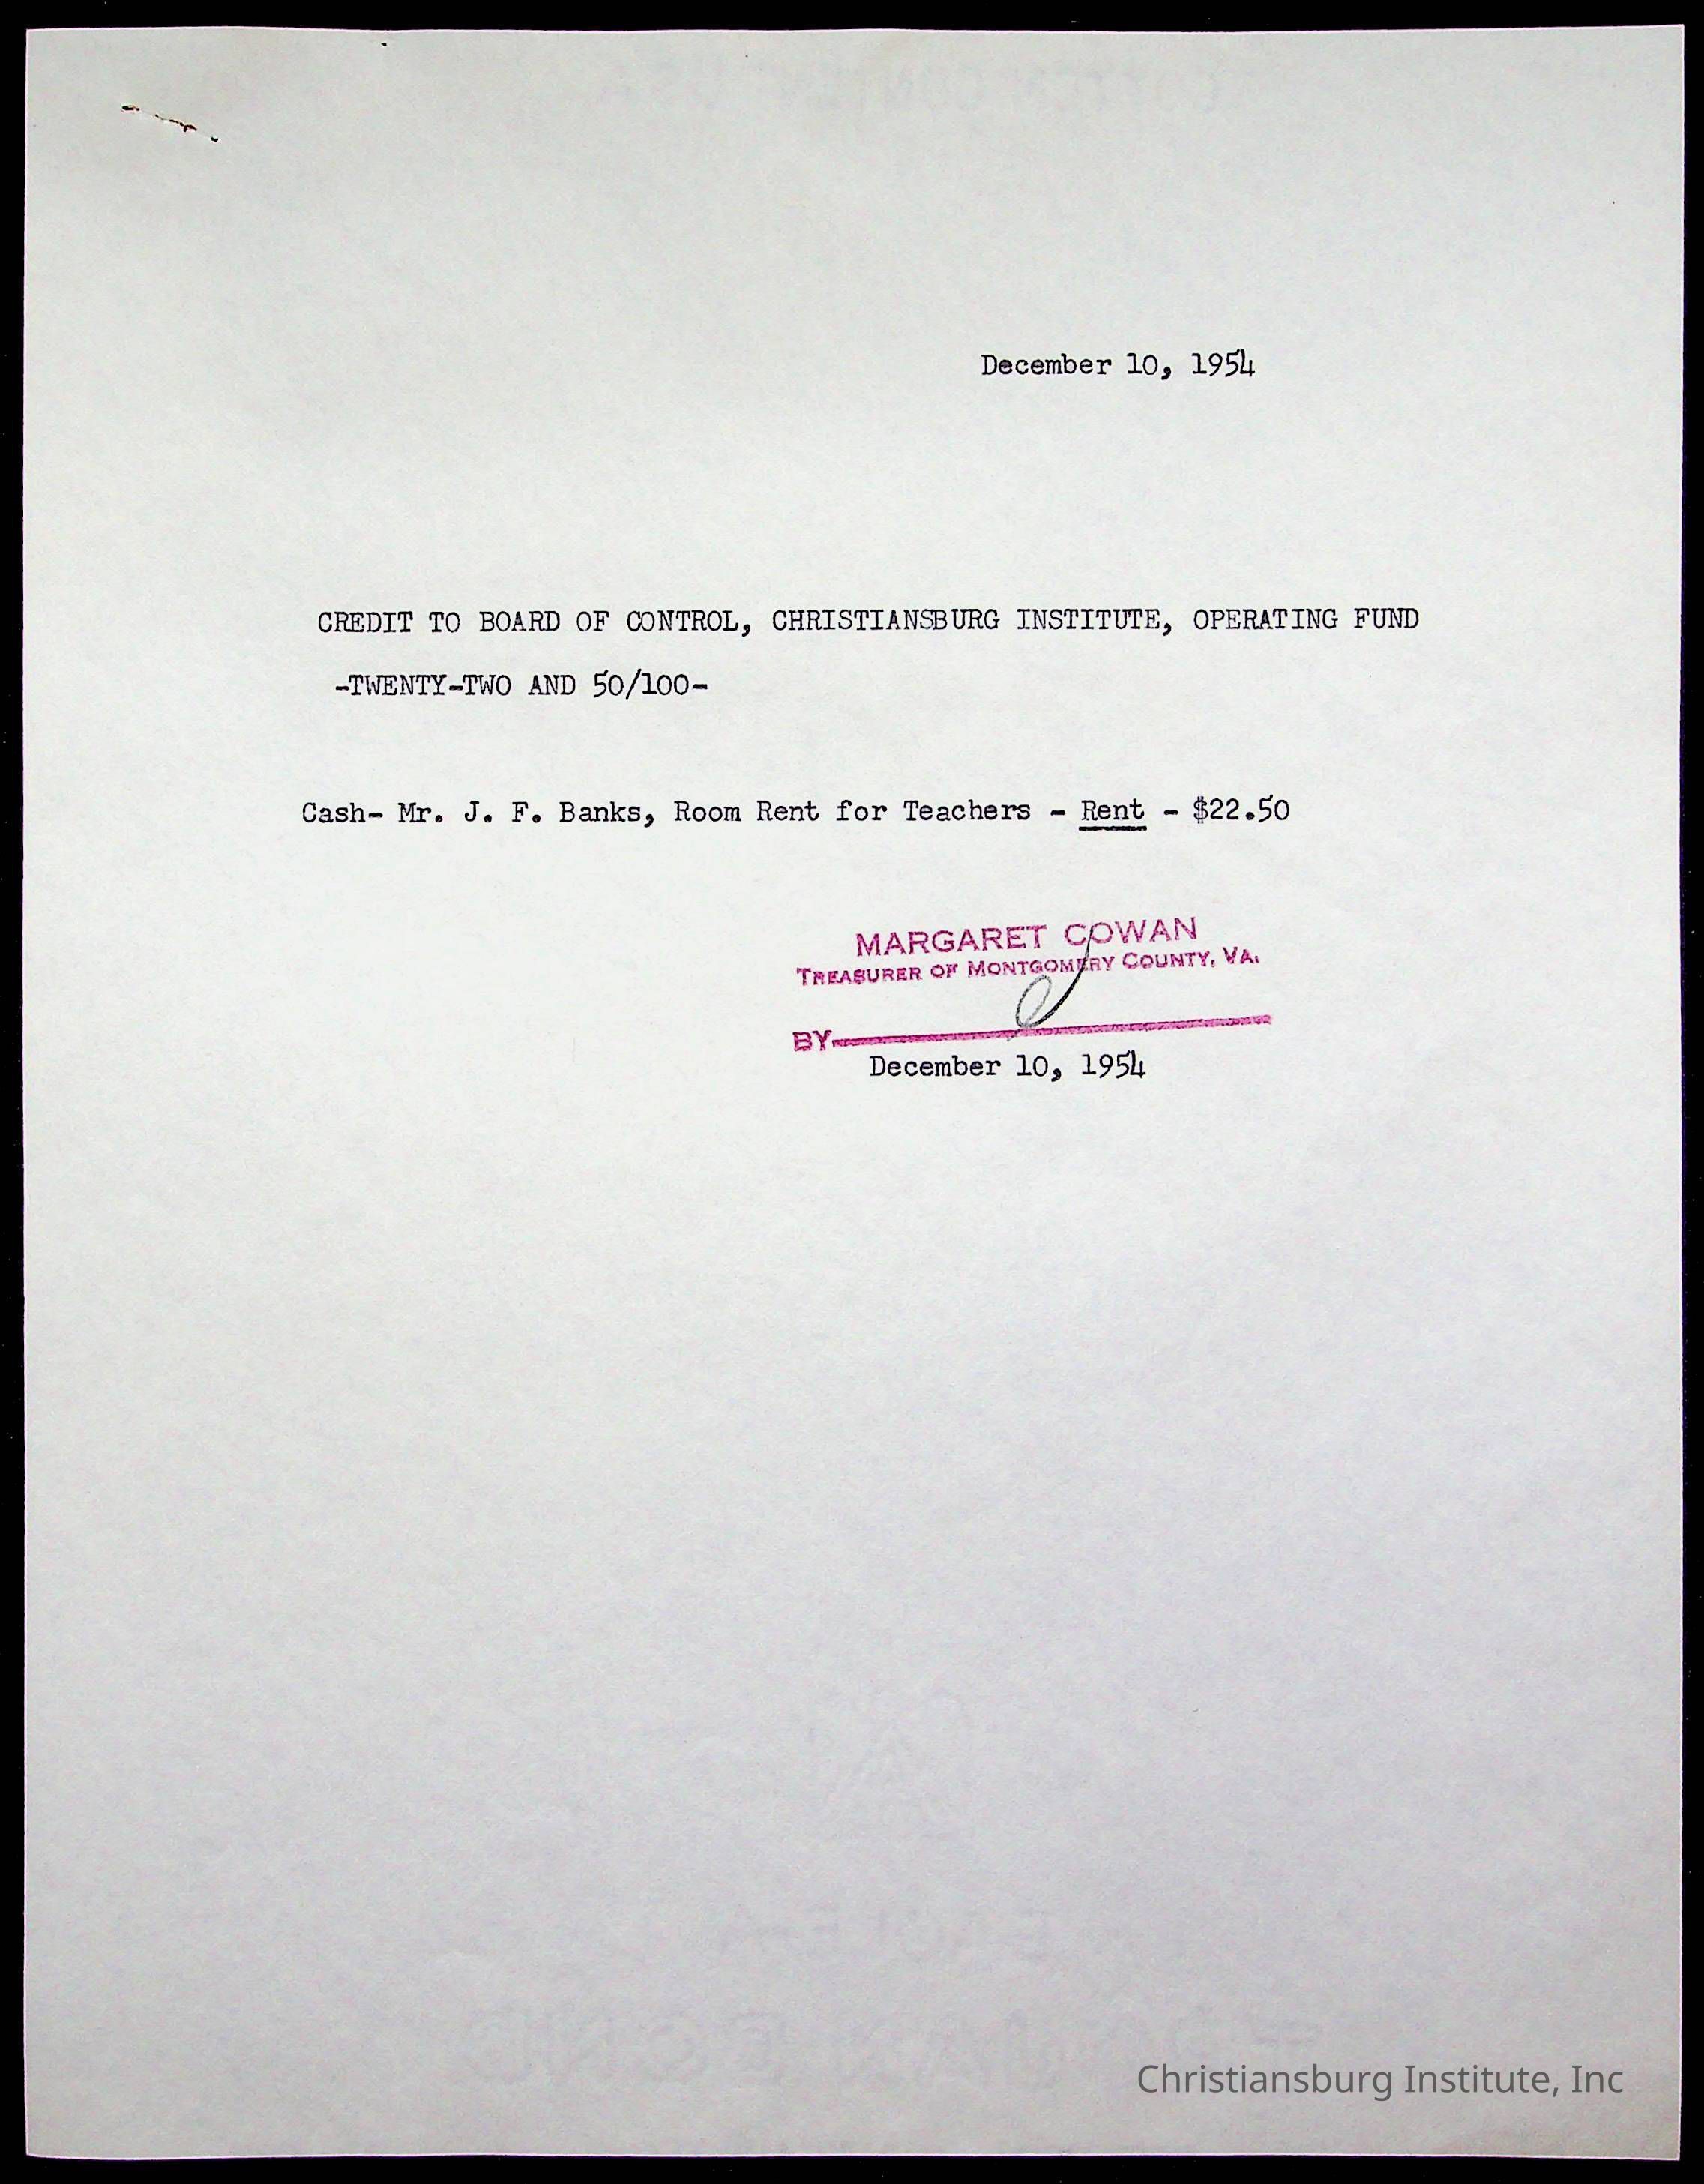 December 10, 1954
CREDIT TO BOARD OF CONTROL, CHRISTIANSBURG INSTITUTE, OPERATING FUND
-TWENTY-TWO AND 50/100-
Cash- Mr. J. F. Banks, Room Rent for Teachers - Rent - $22.50
MARGARET COWAN
TREASURER OF MONTGOMERY COUNTY, VA.
BY
December 10, 1954
Christiansburg Institute, Inc